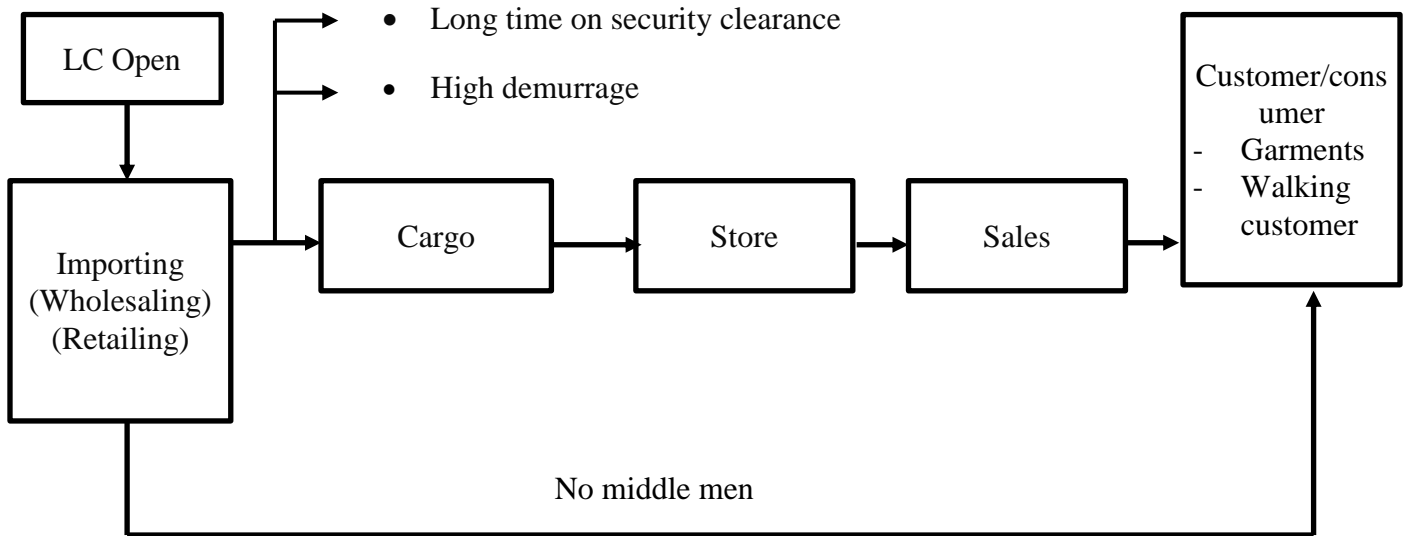 LC Open
• Long time on security clearance
• High demurrage
Importing
(Wholesaling)
(Retailing)
Cargo
Store
Sales
Customer/cons
umer
- Garments
- Walking
customer
No middle men